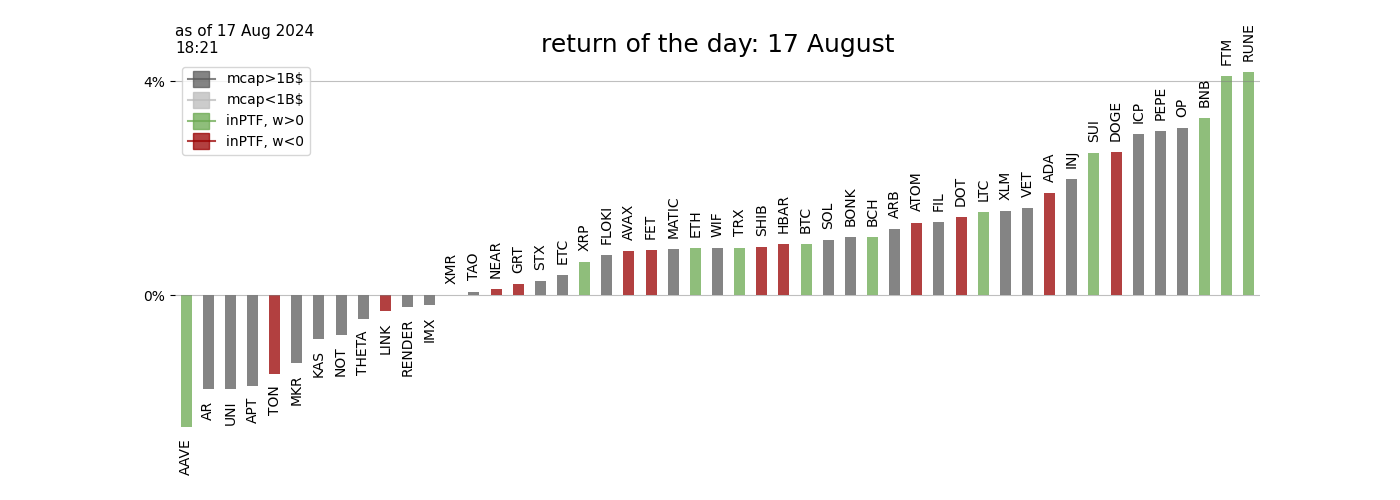 as of 17 Aug 2024
18:21
return of the day: 17 August
mcap>1B$
mcap<1B$
inPTF, w>0
inPTF, w<0
4%
0%
AAVE
AR
UNI
APT
TON
MKR
KAS
NOT
THETA
LINK
RENDER
IMX
XMR
TAO
NEAR
GRT
STX
ETC
XRP
FLOKI
AVAX
FET
MATIC
ETH
WIF
TRX
SHIB
HBAR
BTC
SOL
BONK
BCH
ARB
ATOM
FIL
DOT
LTC
XLM
VET
ADA
INJ
SUI
DOGE
ICP
PEPE
OP
BNB
FTM
RUNE